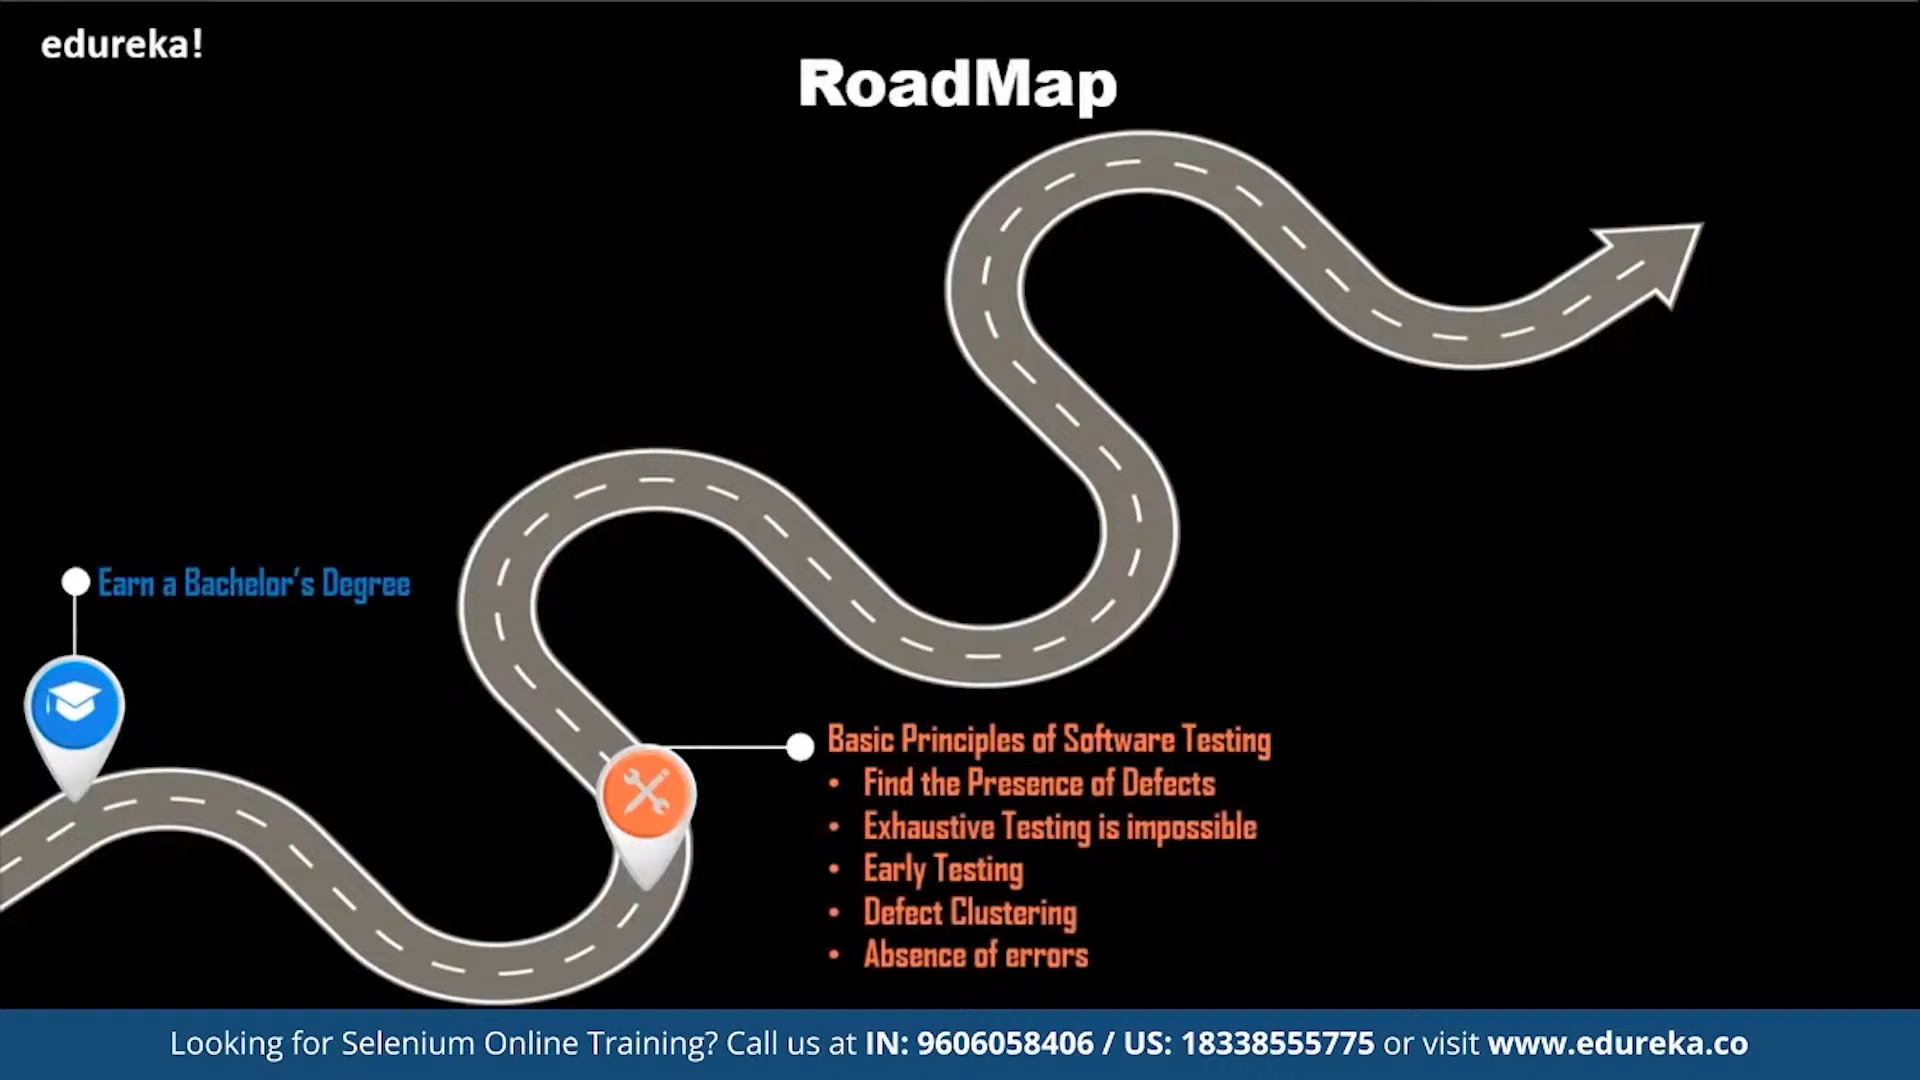 edureka!
RoadMap
Earn a Bachelor's Degree
Basic Principles of Software Testing
• Find the Presence of Defects
• Exhaustive Testing is impossible
• Early Testing
• Defect Clustering
• Absence of errors
Looking for Selenium Online Training? Call us at IN: 9606058406 / US: 18338555775 or visit www.edureka.co